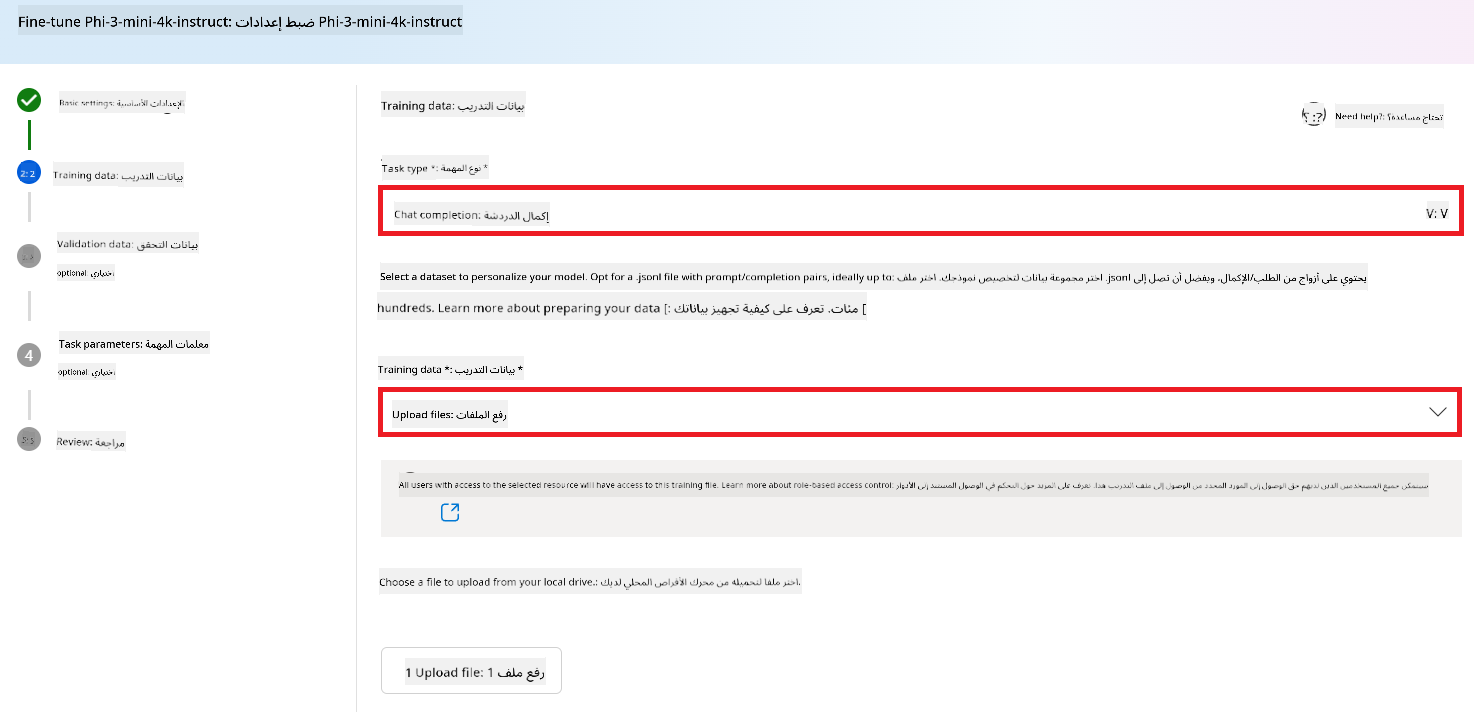 Fine-tune Phi-3-mini-4k-instruct: ضبط إعدادات Phi-3-mini-4k-instruct
Basic settings: الإعدادات الأساسية
2: 2
Training data: بيانات التدريب
Validation data: بيانات التحقق
optional: اختياري
4
Task parameters: معلمات المهمة
optional: اختياري
Review: مراجعة
Training data: بيانات التدريب
Need help?: تحتاج مساعدة؟
Task type *: نوع المهمة *
Chat completion: إكمال الدردشة
V: V
Select a dataset to personalize your model. Opt for a .jsonl file with prompt/completion pairs, ideally up to: اختر مجموعة بيانات لتخصيص نموذجك. اختر ملف .jsonl يحتوي على أزواج من الطلب/الإكمال، ويفضل أن تصل إلى
hundreds. Learn more about preparing your data [: مئات. تعرف على كيفية تجهيز بياناتك [
Training data *: بيانات التدريب *
Upload files: رفع الملفات
All users with access to the selected resource will have access to this training file. Learn more about role-based access control: سيتمكن جميع المستخدمين الذين لديهم حق الوصول إلى المورد المحدد من الوصول إلى ملف التدريب هذا. تعرف على المزيد حول التحكم في الوصول المستند إلى الأدوار
Choose a file to upload from your local drive.: اختر ملفا لتحميله من محرك الأقراص المحلي لديك.
1 Upload file: 1 رفع ملف